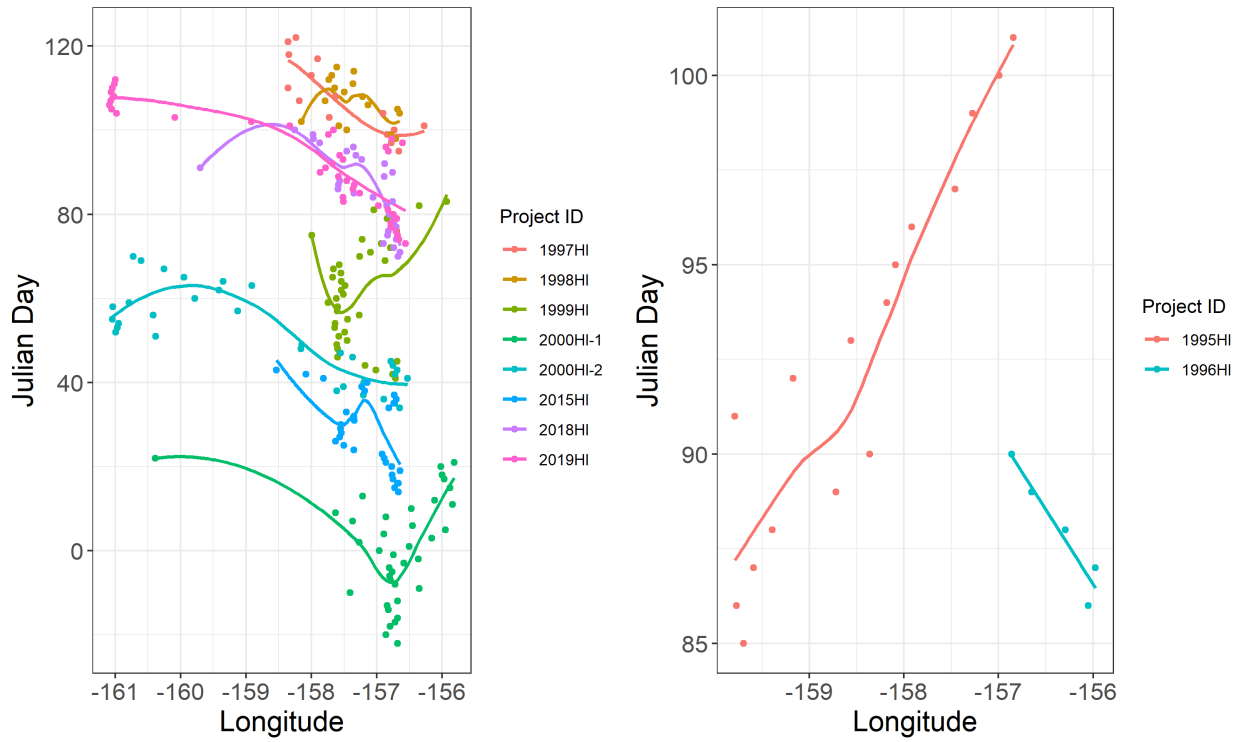 Julian Day
120
80
40
0
-161 -160 -159 -158 -157 -156
Longitude
Project ID
1997HI
1998HI
1999HI
2000HI-1
2000HI-2
2015HI
2018HI
2019HI
Julian Day
100
95
90
85
-159 -158 -157 -156
Longitude
Project ID
1995HI
1996HI